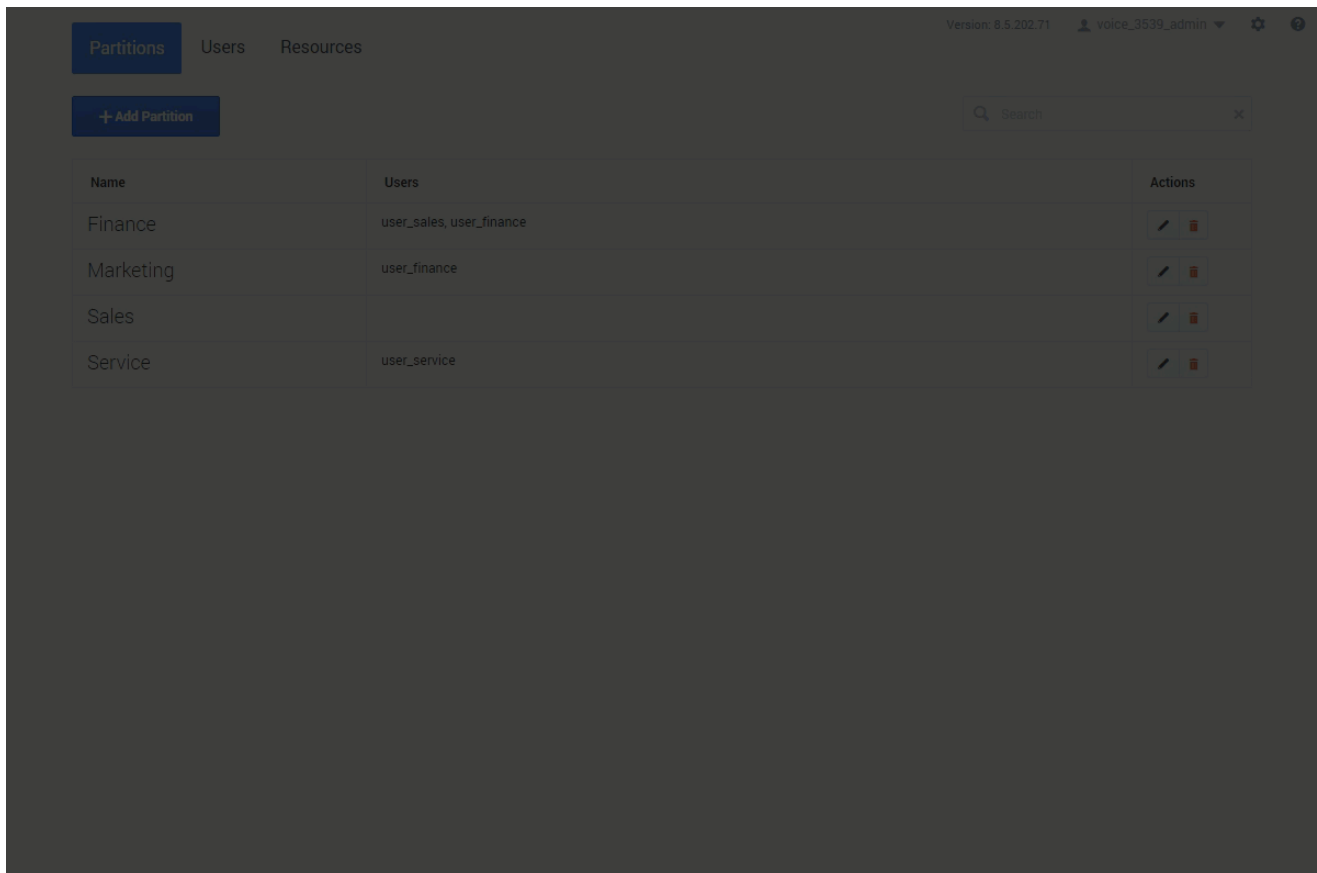 Version: 8.5.202.71 voice_3539_admin
Partitions Users Resources
+ Add Partition Search
Name Users Actions
Finance user_sales, user_finance
Marketing user_finance
Sales
Service user_service